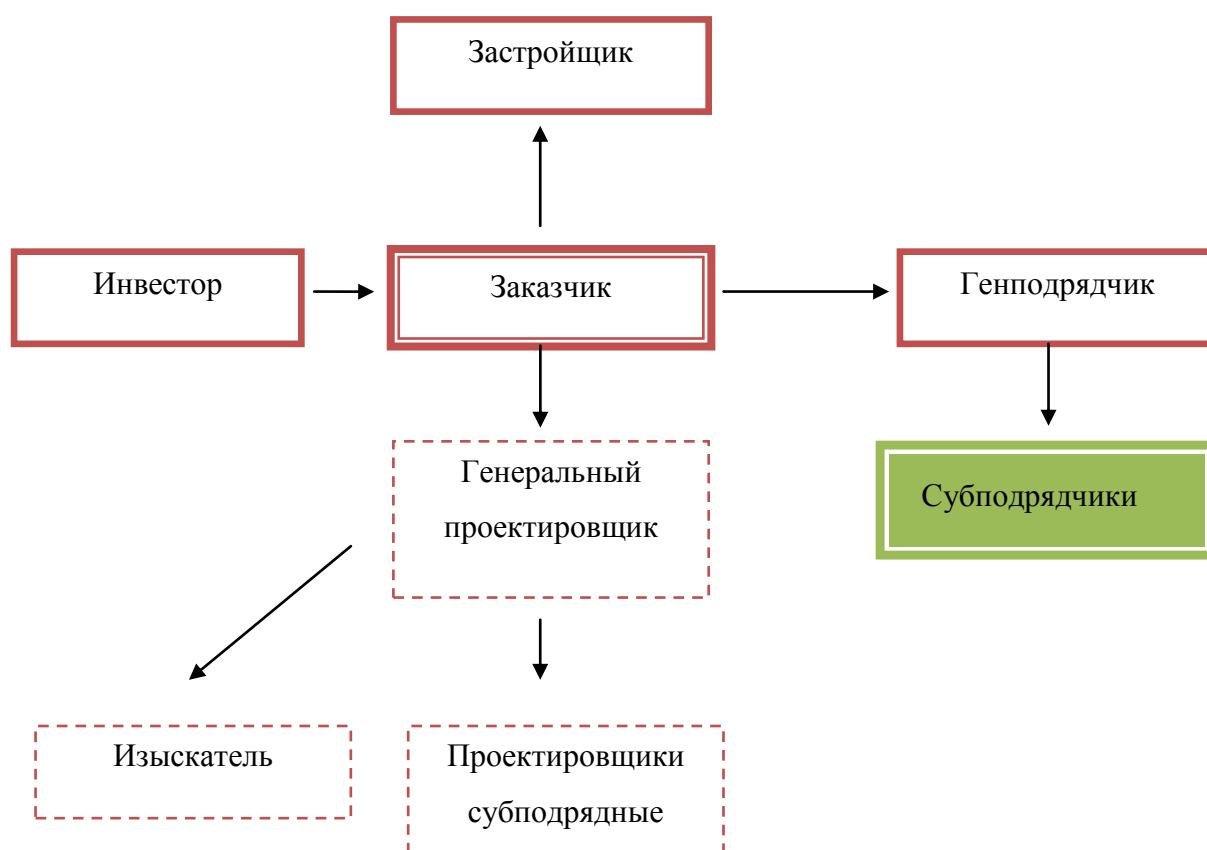 Застройщик
Инвестор
Заказчик
Генподрядчик
Генеральный
проектировщик
Субподрядчики
Изыскатель
Проектировщики
субподрядные